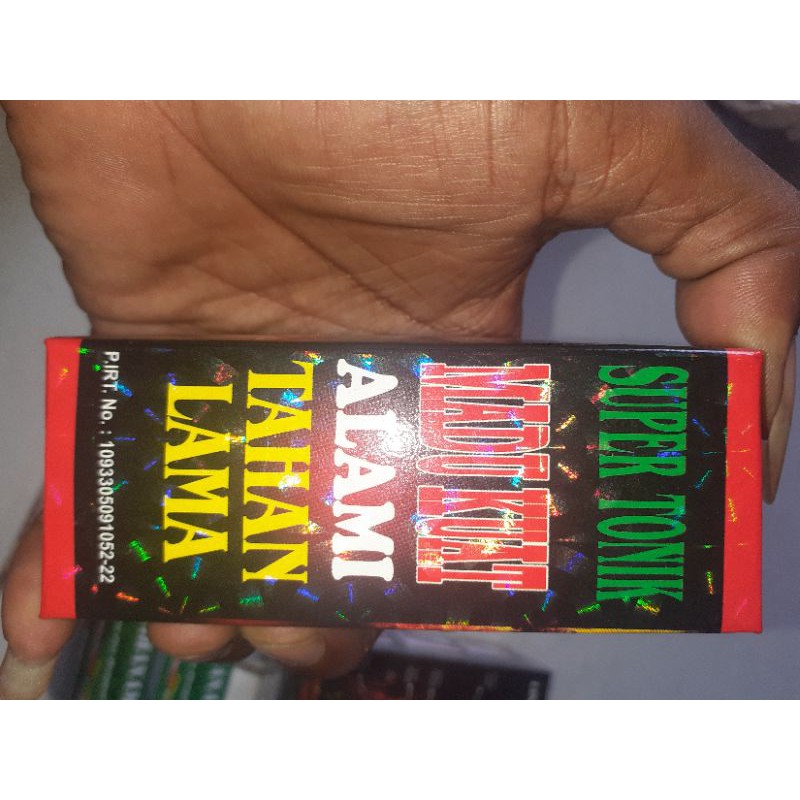 SUPER TONIK
MADU KUAT
ALAMI
TAHAN
LAMA
P.IRT No. : 1093305091052-22